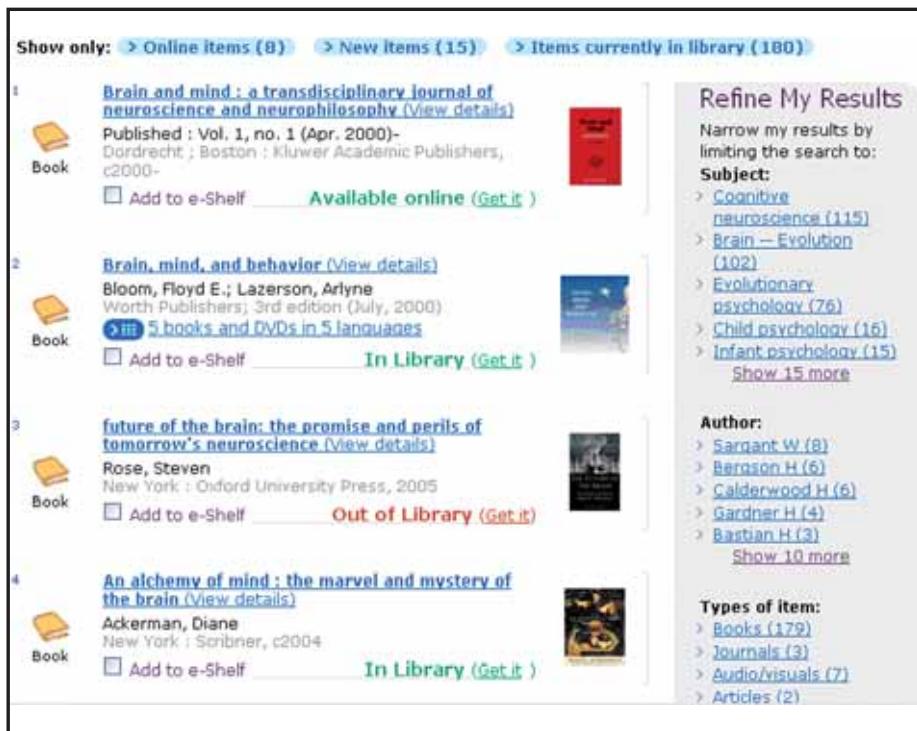 Show only: > Online items (8) > New items (15) > Items currently in library (180)
1
Brain and mind : a transdisciplinary journal of
neuroscience and neurophilosophy (View details)
Published : Vol. 1, no. 1 (Apr. 2000)-
Dordrecht ; Boston : Kluwer Academic Publishers,
c2000-
Book
Add to e-Shelf Available online (Get it )
2
Brain, mind, and behavior (View details)
Bloom, Floyd E.; Lazerson, Arlyne
Worth Publishers; 3rd edition (July, 2000)
5 books and DVDs in 5 languages
Book
Add to e-Shelf In Library (Get it )
3
future of the brain: the promise and perils of
tomorrow's neuroscience (View details)
Rose, Steven
New York : Oxford University Press, 2005
Book
Add to e-Shelf Out of Library (Get it)
4
An alchemy of mind : the marvel and mystery of
the brain (View details)
Ackerman, Diane
New York : Scribner, c2004
Book
Add to e-Shelf In Library (Get it )
Refine My Results
Narrow my results by
limiting the search to:
Subject:
> Cognitive
neuroscience (115)
> Brain — Evolution
(102)
> Evolutionary
psychology (76)
> Child psychology (16)
> Infant psychology (15)
Show 15 more
Author:
> Sargant W (8)
> Bergson H (6)
> Calderwood H (6)
> Gardner H (4)
> Bastian H (3)
Show 10 more
Types of item:
> Books (179)
> Journals (3)
> Audio/visuals (7)
> Articles (2)